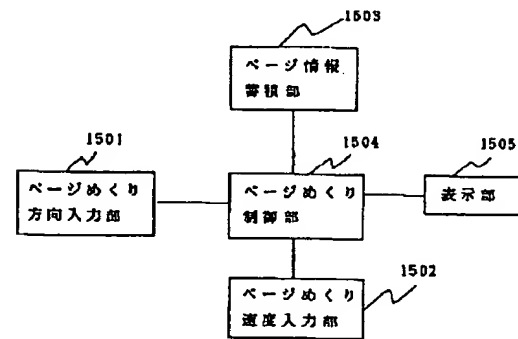 1503
ページ情報
蓄積部
1501
ページめくり
方向入力部
1504
ページめくり
制御部
1505
表示部
ページめくり
速度入力部
1502